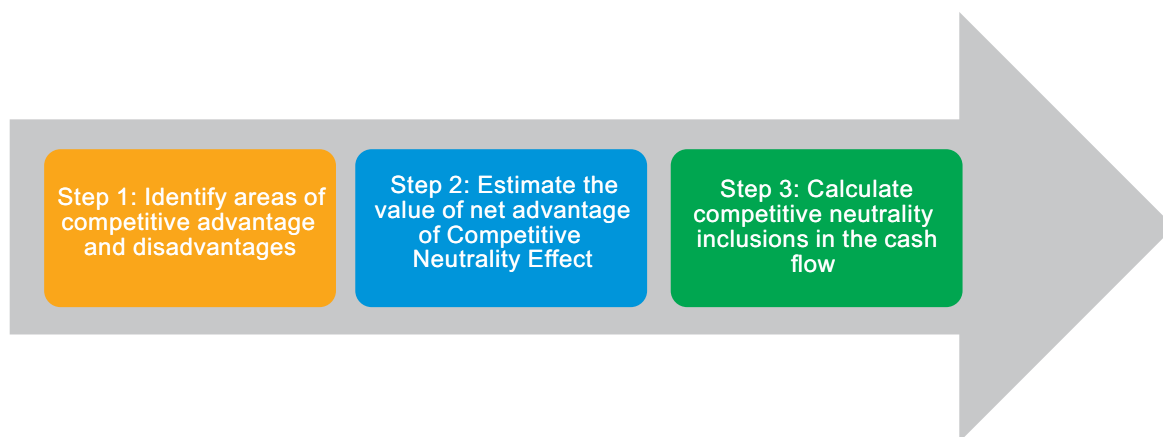 Step 1: Identify areas of
competitive advantage
and disadvantages
Step 2: Estimate the
value of net advantage
of Competitive
Neutrality Effect
Step 3: Calculate
competitive neutrality
inclusions in the cash
flow